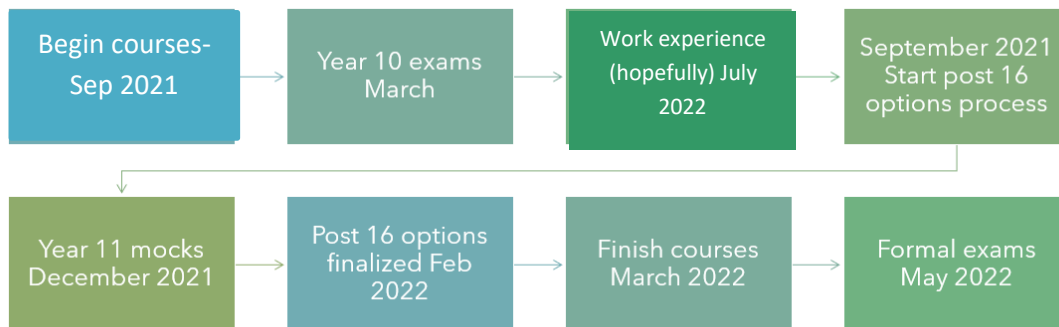 Begin courses-
Sep 2021
Year 10 exams
March
Work experience
(hopefully) July
2022
September 2021
Start post 16
options process
Year 11 mocks
December 2021
Post 16 options
finalized Feb
2022
Finish courses
March 2022
Formal exams
May 2022